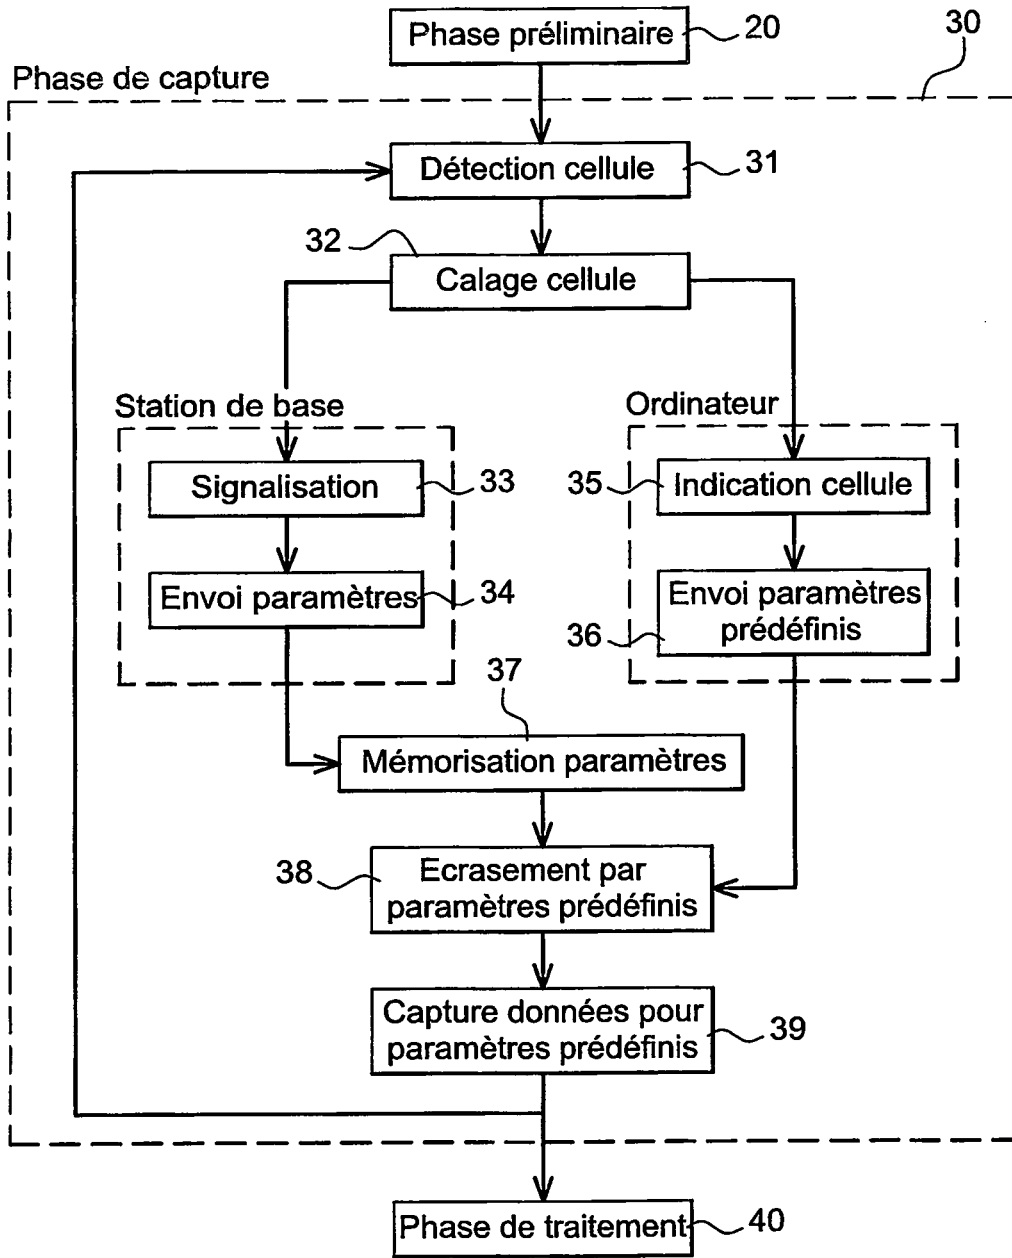 Phase préliminaire
20
30
Phase de capture
Détection cellule
31
32
Calage cellule
Station de base
Ordinateur
Signalisation
33
35
Indication cellule
Envoi paramètres
34
Envoi paramètres
prédéfinis
36
37
Mémorisation paramètres
38
Ecrasement par
paramètres prédéfinis
Capture données pour
paramètres prédéfinis
39
Phase de traitement
40